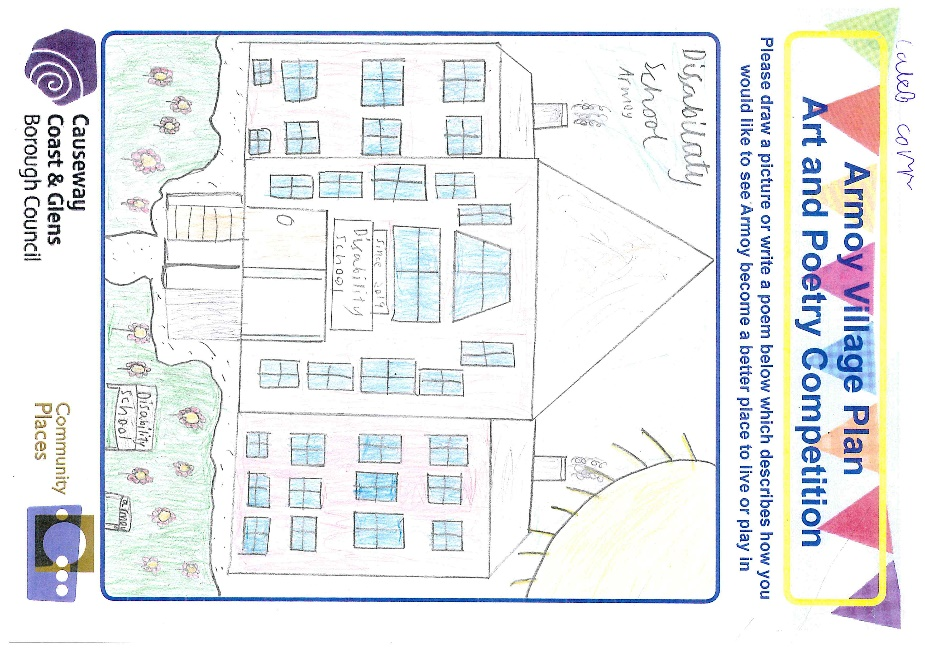 Caleb
Armoy Village Plan
Art and Poetry Competition
Please draw a picture or write a poem below which describes how you
would like to see Armoy become a better place to live or play in
Disabiliaty
School
Armoy
Disability
School
Disability
School
Causeway
Coast & Glens
Borough Council
Community
Places